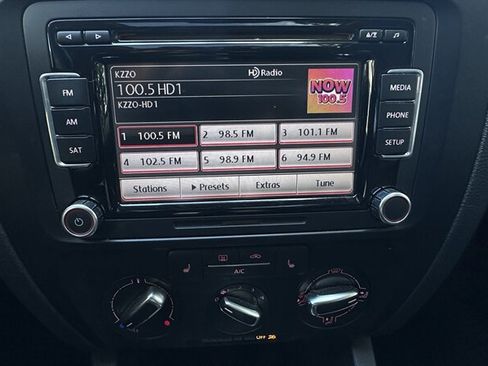 KZZO
HD Radio
100.5 HD1
KZZO-HD1
NOW
100.5
FM
AM
SAT
MEDIA
PHONE
SETUP
1 100.5 FM
2 98.5 FM
3 101.1 FM
4 102.5 FM
5 98.9 FM
6 94.9 FM
Stations
Presets
Extras
Tune
A/C
OFF